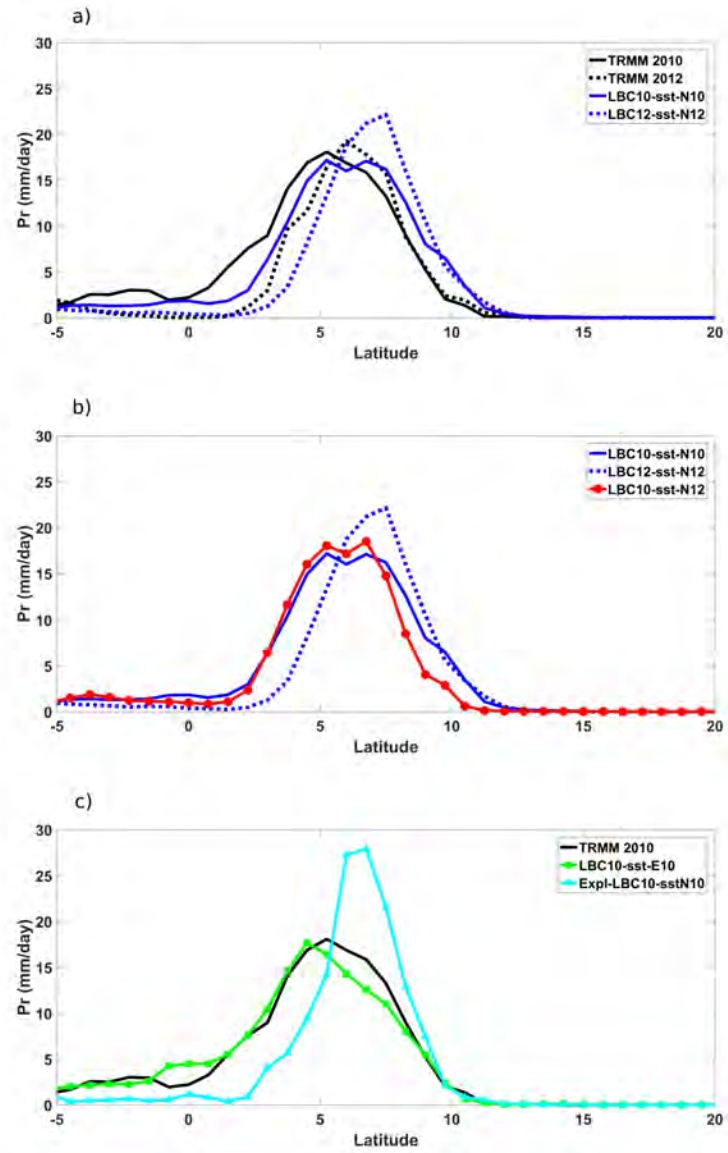 a)
30
25
20
15
10
5
0
Pr (mm/day)
-5 0 5 10 15 20
Latitude
TRMM 2010
TRMM 2012
LBC10-sst-N10
LBC12-sst-N12
b)
30
25
20
15
10
5
0
Pr (mm/day)
-5 0 5 10 15 20
Latitude
LBC10-sst-N10
LBC12-sst-N12
LBC10-sst-N12
c)
30
25
20
15
10
5
0
Pr (mm/day)
-5 0 5 10 15 20
Latitude
TRMM 2010
LBC10-sst-E10
Expl-LBC10-sstN10